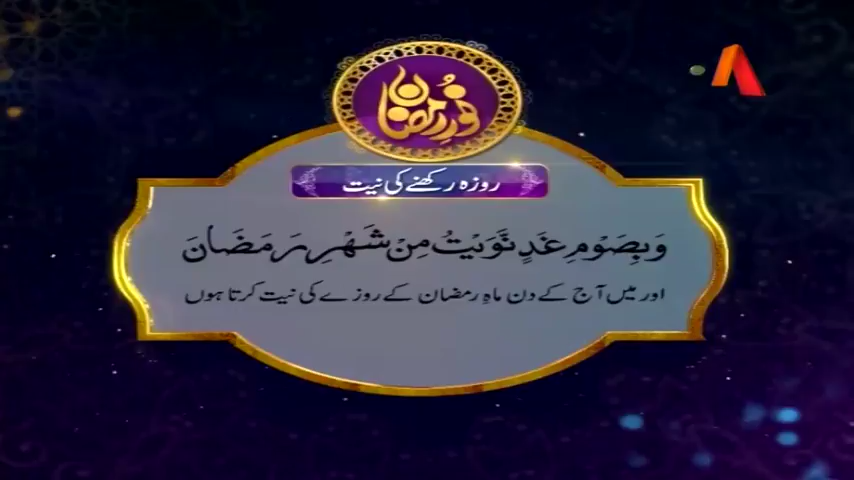 نور رمضان
روزہ رکھنے کی نیت
وَبِصَوْمِ غَدٍ نَّوَيْتُ مِنْ شَهْرِ رَمَضَانَ
اور میں آج کے دن ماہِ رمضان کے روزے کی نیت کرتا ہوں